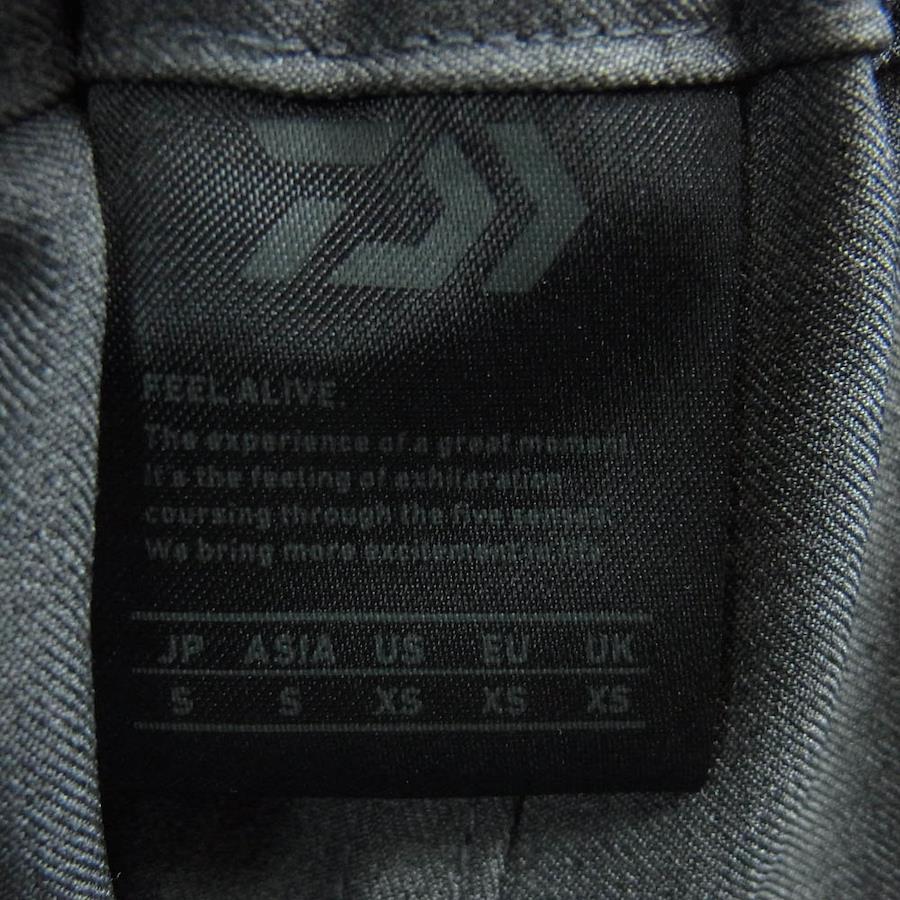 FEEL ALIVE
The experience of a great moment.
It's the feeling of exhilaration
coursing through the five senses.
We bring more excitement to life.
JP ASIA US EU UK
S S XS XS XS